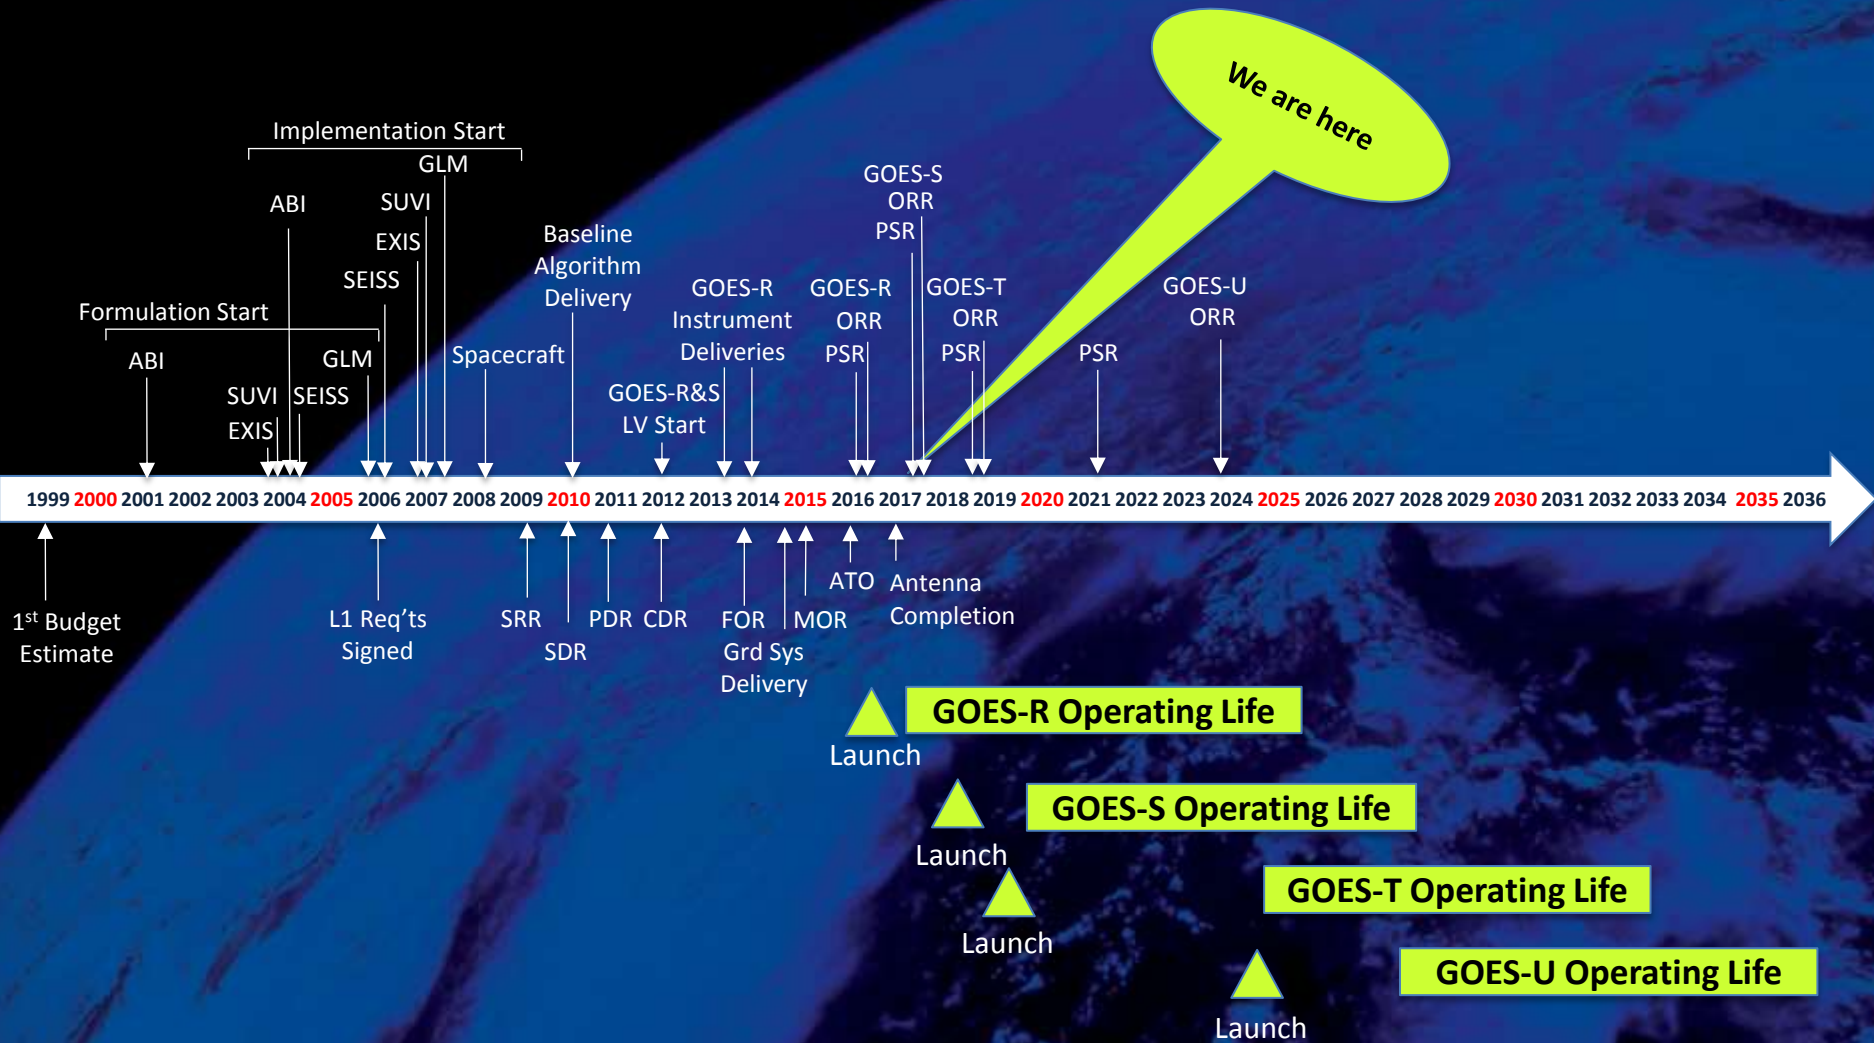 We are here
Implementation Start
GLM
ABI
SUVI
EXIS
SEISS
Formulation Start
ABI
GLM
SUVI
SEISS
EXIS
Spacecraft
Baseline
Algorithm
Delivery
GOES-R&S
LV Start
GOES-R
Instrument
Deliveries
GOES-R
ORR
PSR
GOES-S
ORR
PSR
GOES-T
ORR
PSR
PSR
GOES-U
ORR
1999 2000 2001 2002 2003 2004 2005 2006 2007 2008 2009 2010 2011 2012 2013 2014 2015 2016 2017 2018 2019 2020 2021 2022 2023 2024 2025 2026 2027 2028 2029 2030 2031 2032 2033 2034 2035 2036
1st Budget
Estimate
L1 Req’ts
Signed
SRR
SDR
PDR
CDR
FOR
Grd Sys
Delivery
MOR
ATO
Antenna
Completion
GOES-R Operating Life
Launch
GOES-S Operating Life
Launch
GOES-T Operating Life
Launch
GOES-U Operating Life
Launch